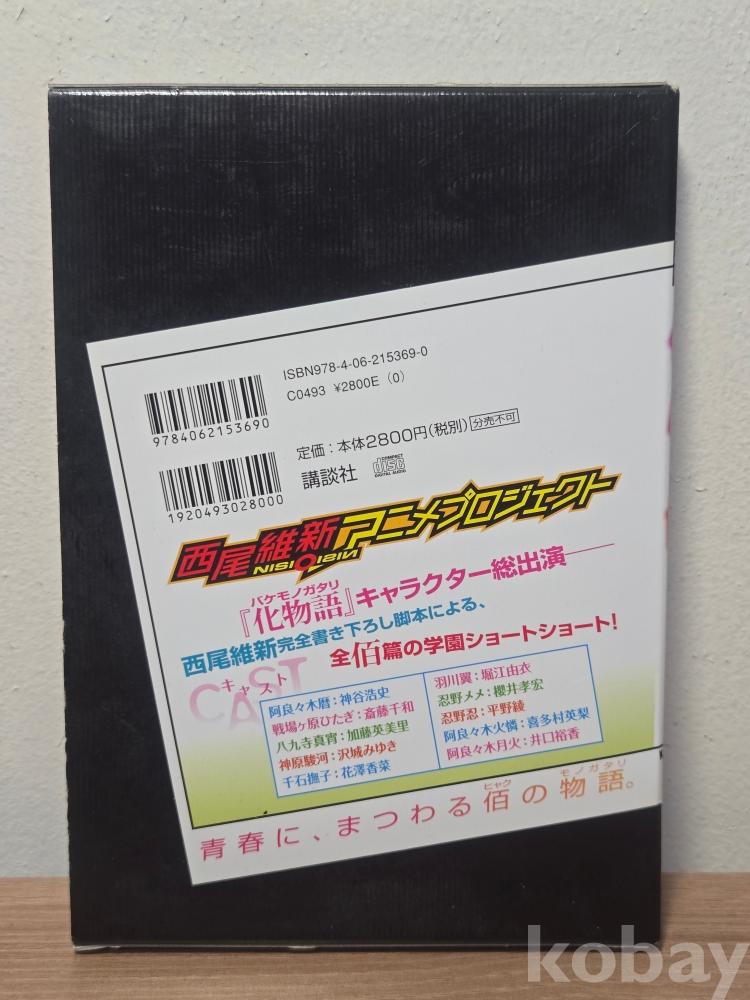 ISBN978-4-06-215369-0
C0493 ¥2800E (0)
9784062153690
定価:本体2800円(税別) 分売不可
講談社
COMPACT
disc
DIGITAL AUDIO
1920493028000
西尾維新アニメプロジェクト
NISIOISIN
バケモノガタリ
『化物語』キャラクター総出演――
西尾維新完全書き下ろし脚本による、
全佰篇の学園ショートショート!
CAST
キャスト
阿良々木暦:神谷浩史
戦場ヶ原ひたぎ:斎藤千和
八九寺真宵:加藤英美里
神原駿河:沢城みゆき
千石撫子:花澤香菜
羽川翼:堀江由衣
忍野メメ:櫻井孝宏
忍野忍:平野綾
阿良々木火憐:喜多村英梨
阿良々木月火:井口裕香
ヒャク モノガタリ
青春に、まつわる佰の物語。
kobay